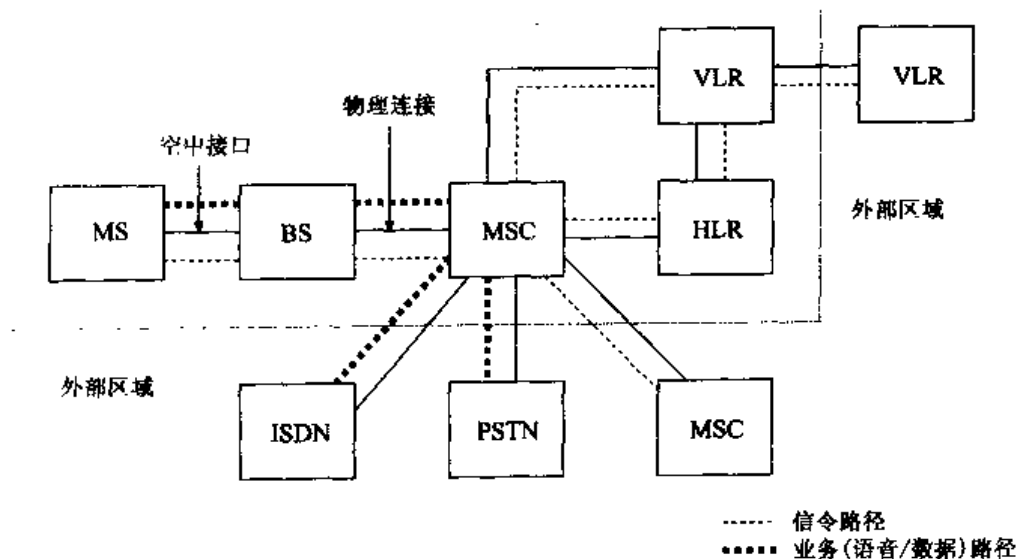 VLR
VLR
物理连接
空中接口
MS
BS
MSC
HLR
外部区域
外部区域
ISDN
PSTN
MSC
信令路径
业务(语音/数据)路径